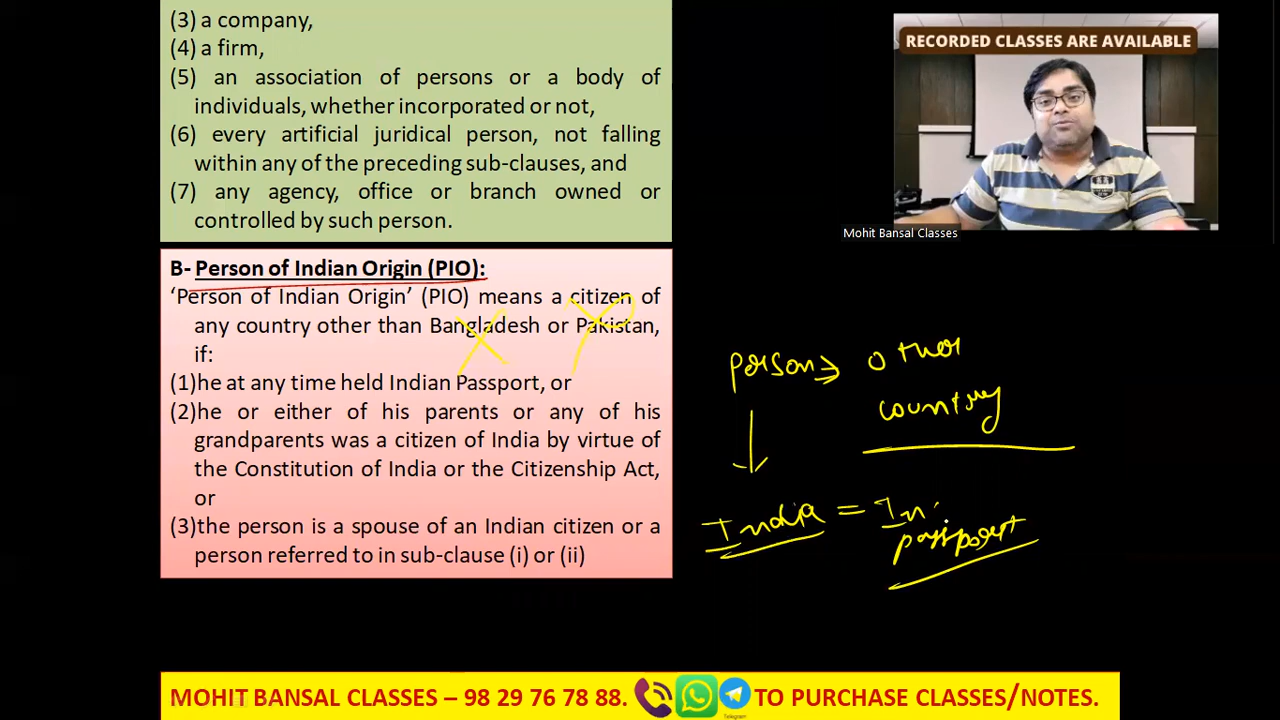 (3) a company,
(4) a firm,
(5) an association of persons or a body of
individuals, whether incorporated or not,
(6) every artificial juridical person, not falling
within any of the preceding sub-clauses, and
(7) any agency, office or branch owned or
controlled by such person.
B- Person of Indian Origin (PIO):
‘Person of Indian Origin’ (PIO) means a citizen of
any country other than Bangladesh or Pakistan,
if:
(1)he at any time held Indian Passport, or
(2)he or either of his parents or any of his
grandparents was a citizen of India by virtue of
the Constitution of India or the Citizenship Act,
or
(3)the person is a spouse of an Indian citizen or a
person referred to in sub-clause (i) or (ii)
RECORDED CLASSES ARE AVAILABLE
Mohit Bansal Classes
person ⇒ other
country
↓
India = In.
passport
MOHIT BANSAL CLASSES – 98 29 76 78 88. TO PURCHASE CLASSES/NOTES.
Telegram